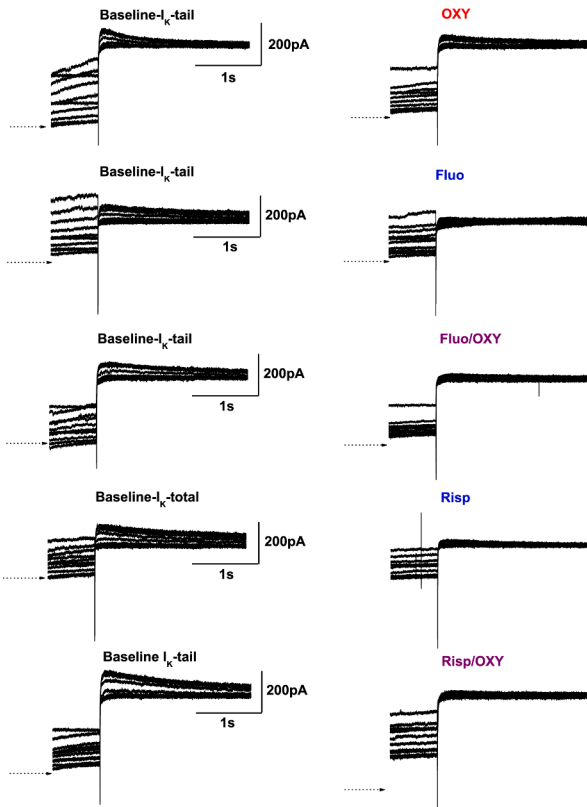 Baseline-IK-tail
OXY
200pA
1s
Baseline-IK-tail
Fluo
200pA
1s
Baseline-IK-tail
Fluo/OXY
200pA
1s
Baseline-IK-total
Risp
200pA
1s
Baseline IK-tail
Risp/OXY
200pA
1s